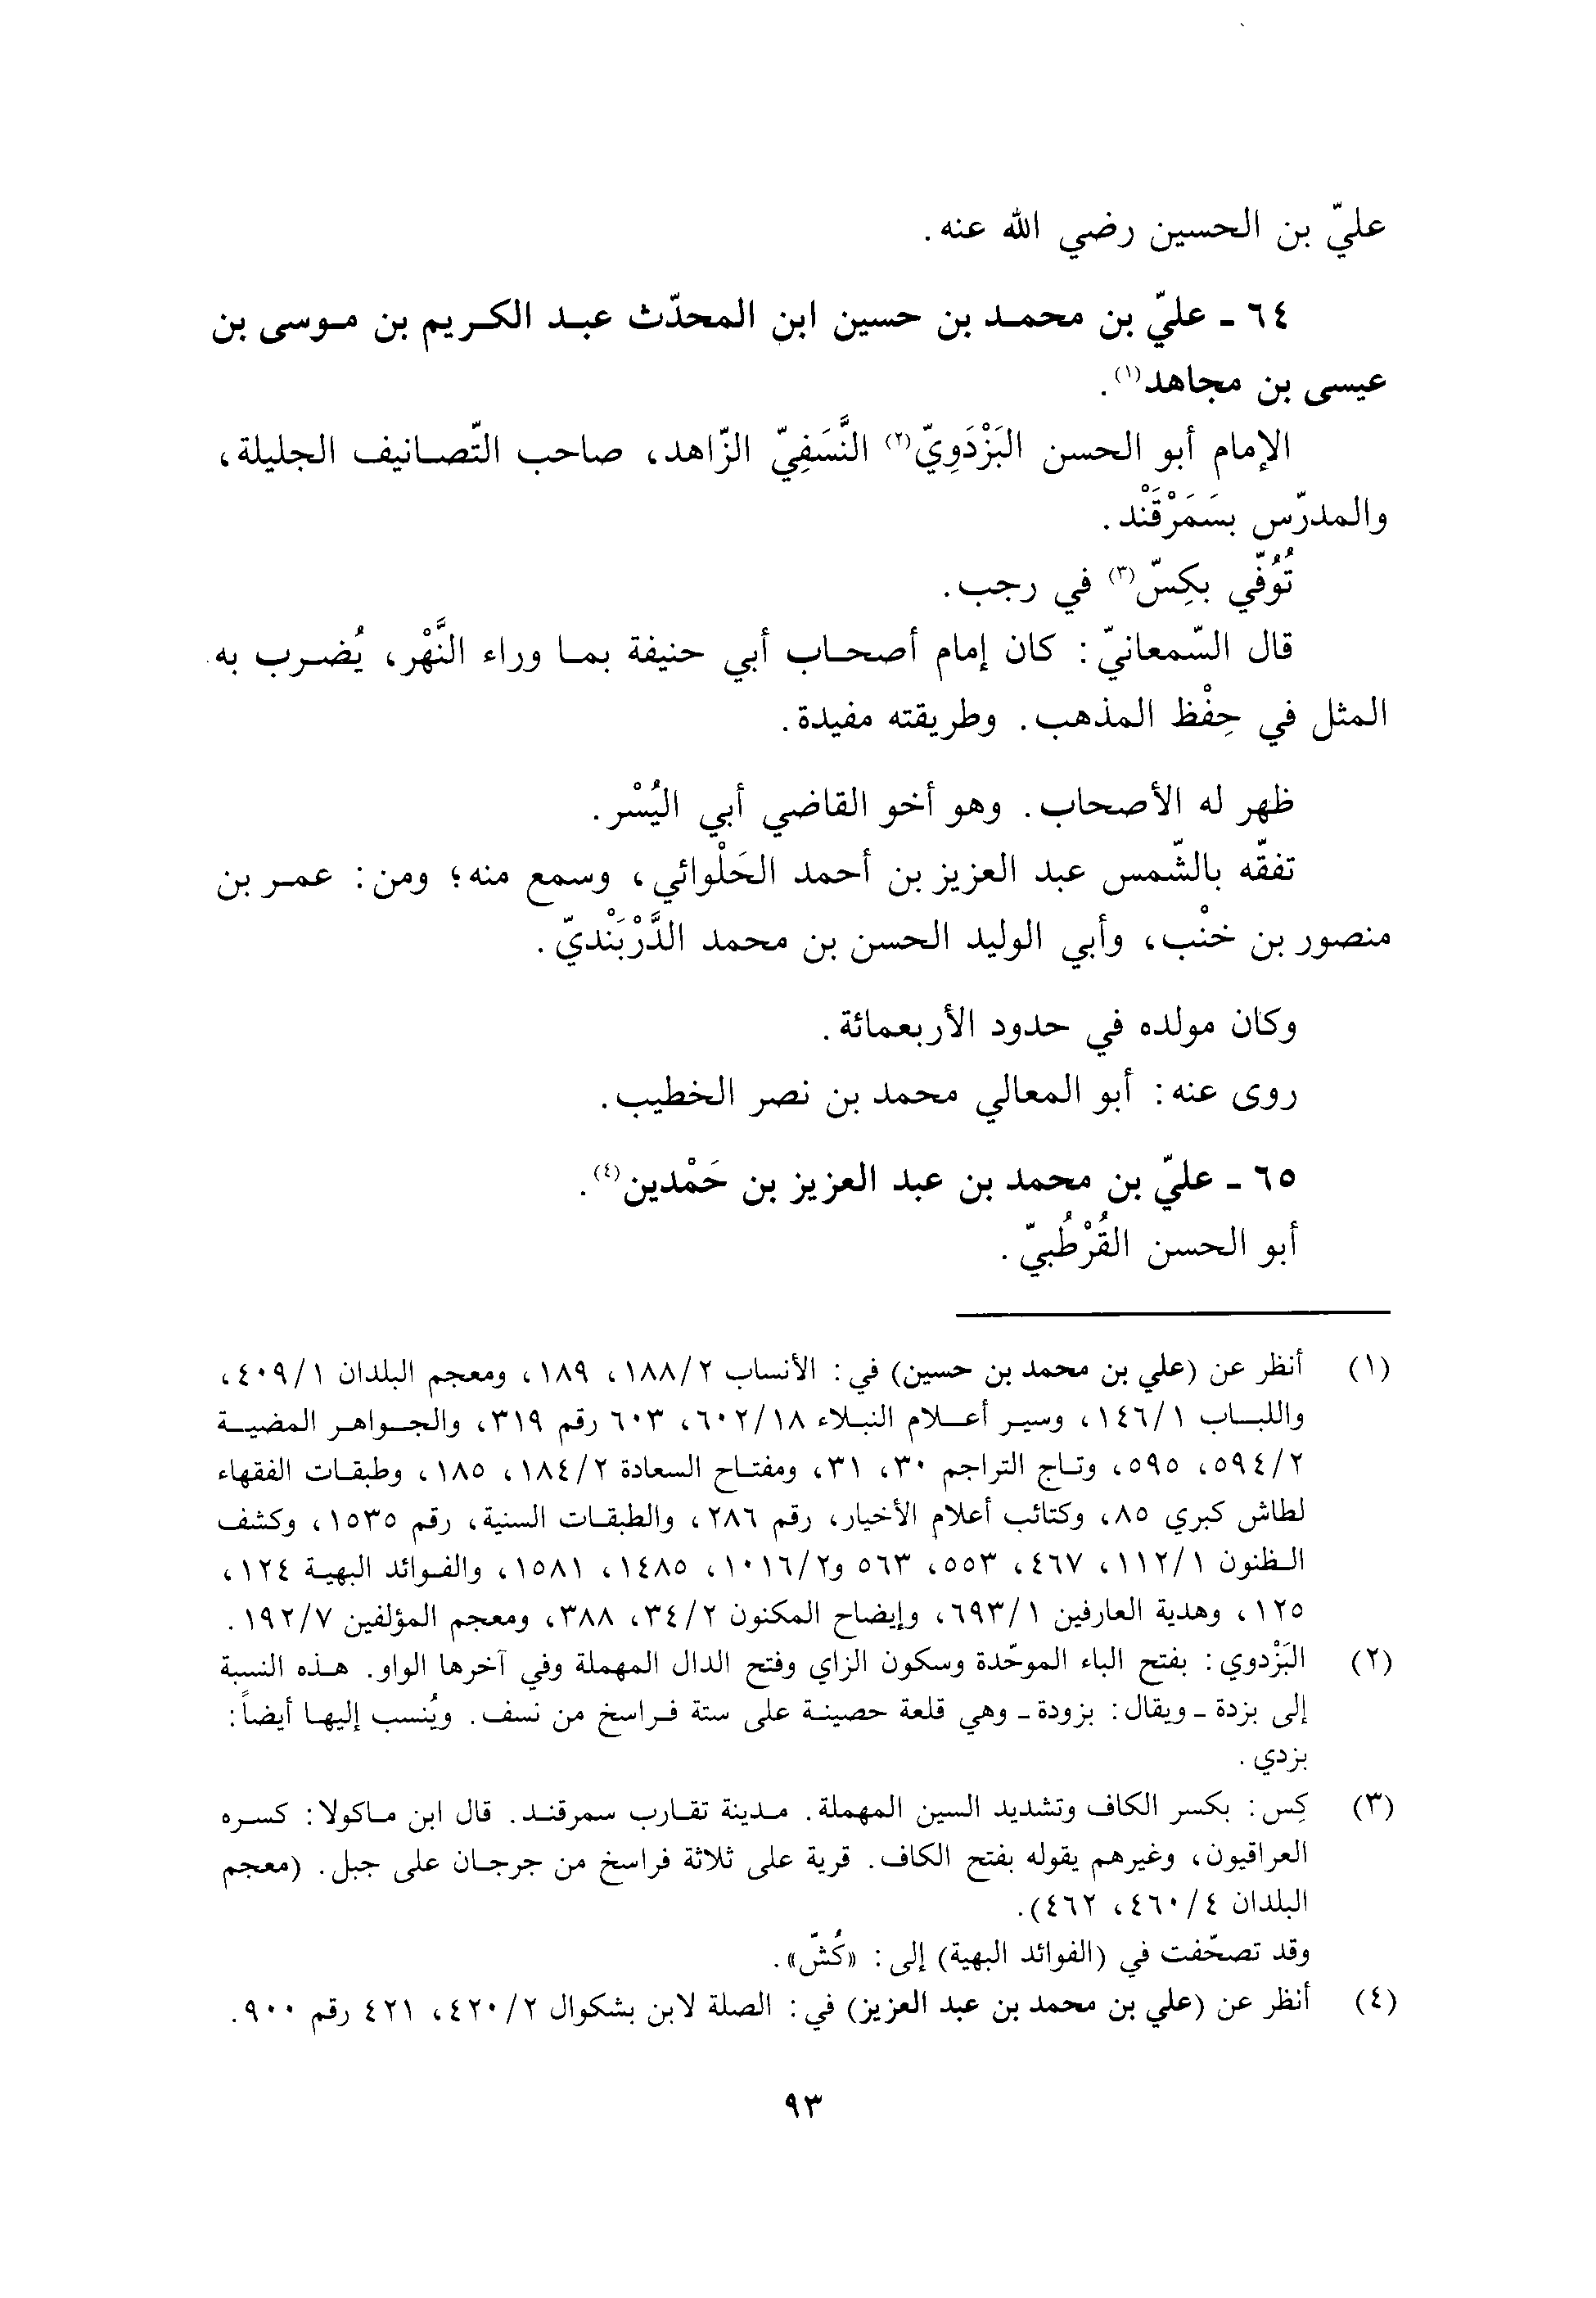 عليّ بن الحسين رضي الله عنه.
٦٤ ـ عليّ بن محمد بن حسين ابن المحدّث عبد الكريم بن موسى بن
عيسى بن مجاهد(١).
الإمام أبو الحسن البَزْدَوِيّ(٢) النَّسَفِيّ الزّاهد، صاحب التّصانيف الجليلة،
والمدرّس بسَمَرْقَنْد.
تُوُفّي بكِسّ(٣) في رجب.
قال السّمعانيّ: كان إمام أصحاب أبي حنيفة بما وراء النَّهْر، يُضرب به
المثل في حِفْظ المذهب. وطريقته مفيدة.
ظهر له الأصحاب. وهو أخو القاضي أبي اليُسْر.
تفقّه بالشّمس عبد العزيز بن أحمد الحَلْوائي، وسمع منه؛ ومن: عمر بن
منصور بن خنْب، وأبي الوليد الحسن بن محمد الدَّرْبَنْديّ.
وكان مولده في حدود الأربعمائة.
روى عنه: أبو المعالي محمد بن نصر الخطيب.
٦٥ ـ عليّ بن محمد بن عبد العزيز بن حَمْدين(٤).
أبو الحسن القُرْطُبيّ.
(١) أنظر عن (علي بن محمد بن حسين) في: الأنساب ١٨٨/٢، ١٨٩، ومعجم البلدان ٤٠٩/١،
واللباب ١٤٦/١، وسير أعلام النبلاء ٦٠٢/١٨، ٦٠٣ رقم ٣١٩، والجواهر المضية
٥٩٤/٢، ٥٩٥، وتاج التراجم ٣٠، ٣١، ومفتاح السعادة ١٨٤/٢، ١٨٥، وطبقات الفقهاء
لطاش كبري ٨٥، وكتائب أعلام الأخيار، رقم ٢٨٦، والطبقات السنية، رقم ١٥٣٥، وكشف
الظنون ١١٢/١، ٤٦٧، ٥٥٣، ٥٦٣ و١٠١٦/٢، ١٤٨٥، ١٥٨١، والفوائد البهية ١٢٤،
١٢٥، وهدية العارفين ٦٩٣/١، وإيضاح المكنون ٣٤/٢، ٣٨٨، ومعجم المؤلفين ١٩٢/٧.
(٢) البَزْدوي: بفتح الباء الموحّدة وسكون الزاي وفتح الدال المهملة وفي آخرها الواو. هذه النسبة
إلى بزدة ـ ويقال: بزودة ـ وهي قلعة حصينة على ستة فراسخ من نسف. ويُنسب إليها أيضاً:
بزدي.
(٣) كِس: بكسر الكاف وتشديد السين المهملة. مدينة تقارب سمرقند. قال ابن ماكولا: كسره
العراقيون، وغيرهم يقوله بفتح الكاف. قرية على ثلاثة فراسخ من جرجان على جبل. (معجم
البلدان ٤٦٠/٤، ٤٦٢).
وقد تصحّفت في (الفوائد البهية) إلى: «كُشّ».
(٤) أنظر عن (علي بن محمد بن عبد العزيز) في: الصلة لابن بشكوال ٤٢٠/٢، ٤٢١ رقم ٩٠٠.
٩٣